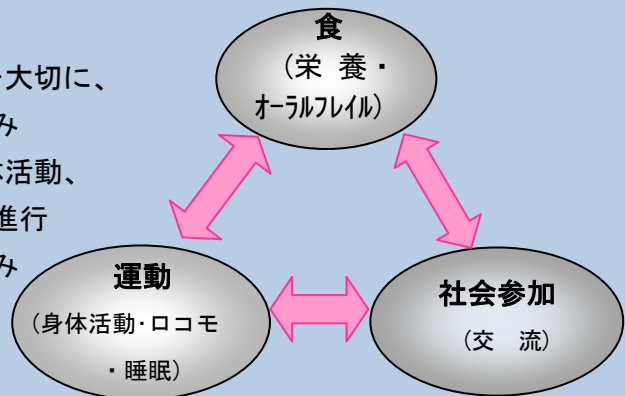 食
（栄 養・
オーラルフレイル）
大切に、
み
活動、
進行
み
運動
（身体活動・ロコモ
・睡眠）
社会参加
（交 流）